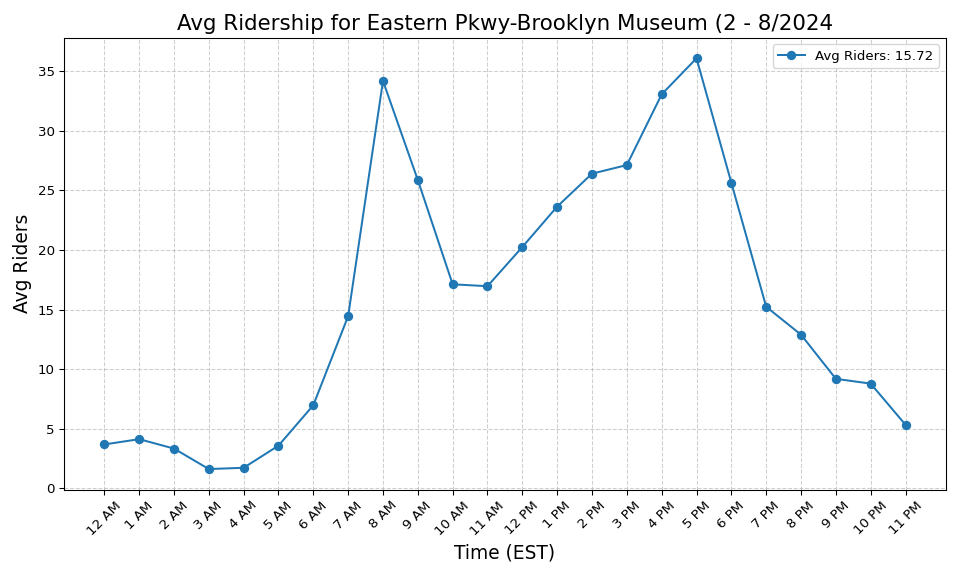 Avg Ridership for Eastern Pkwy-Brooklyn Museum (2 - 8/2024
Avg Riders: 15.72
Avg Riders
35
30
25
20
15
10
5
0
12 AM
1 AM
2 AM
3 AM
4 AM
5 AM
6 AM
7 AM
8 AM
9 AM
10 AM
11 AM
12 PM
1 PM
2 PM
3 PM
4 PM
5 PM
6 PM
7 PM
8 PM
9 PM
10 PM
11 PM
Time (EST)